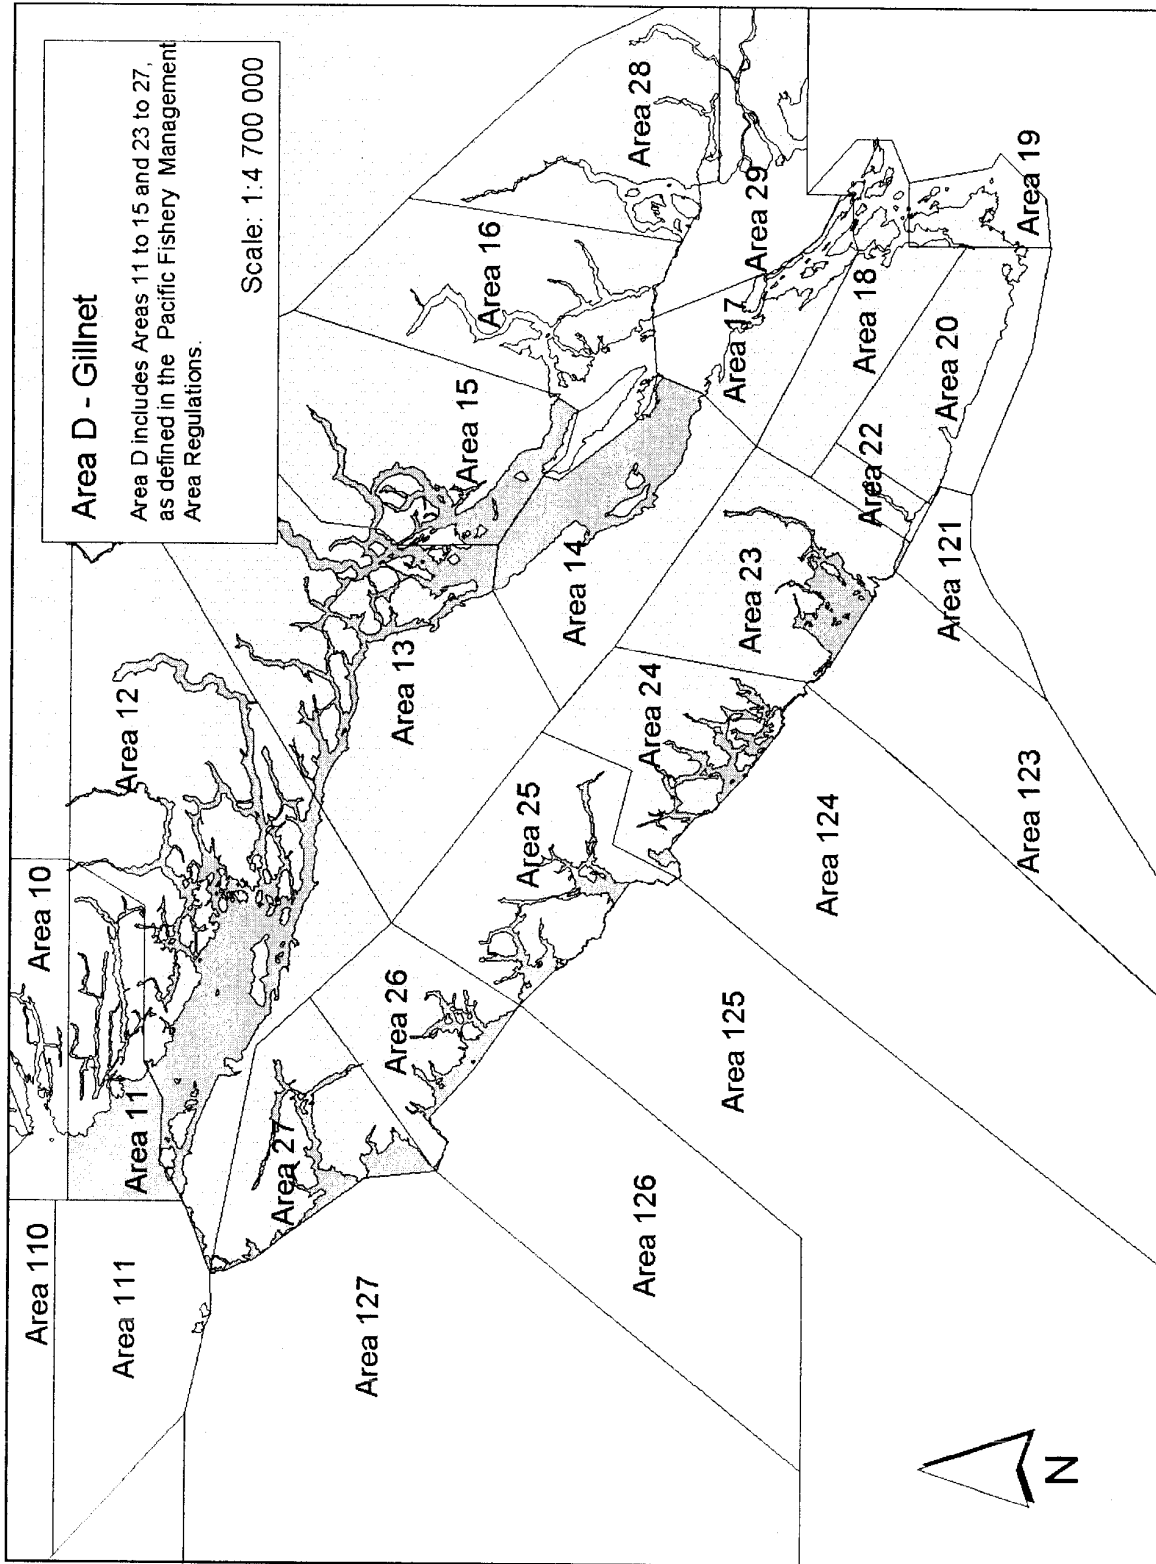 Area D - Gillnet
Area D includes Areas 11 to 15 and 23 to 27,
as defined in the Pacific Fishery Management
Area Regulations.
Scale: 1:4 700 000
Area 110
Area 10
Area 111
Area 11
Area 12
Area 127
Area 27
Area 26
Area 13
Area 15
Area 16
Area 28
Area 126
Area 125
Area 25
Area 24
Area 14
Area 23
Area 17
Area 29
Area 124
Area 123
Area 121
Area 22
Area 18
Area 20
Area 19
N